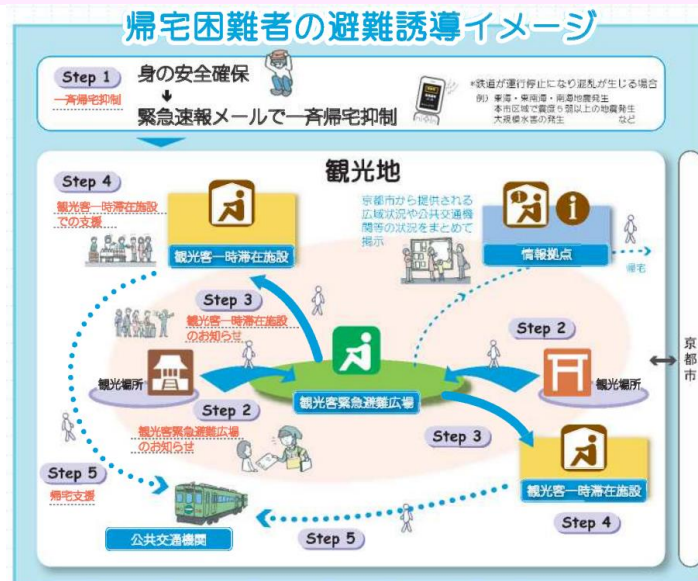 帰宅困難者の避難誘導イメージ
Step 1
一斉帰宅抑制
身の安全確保
緊急速報メールで一斉帰宅抑制
*鉄道が運行停止になり混乱が生じる場合
例）東海・東南海・南海地震発生
本市区域で震度5弱以上の地震発生
大規模水害の発生 など
観光地
Step 4
観光客一時滞在施設
での支援
観光客一時滞在施設
京都市から提供される
広域状況や公共交通機
関等の状況をまとめて
掲示
情報拠点
帰宅
Step 3
観光客一時滞在施設
のお知らせ
Step 2
観光場所
観光客緊急避難広場
観光場所
京都市
Step 2
観光客緊急避難広場
のお知らせ
Step 3
Step 5
帰宅支援
公共交通機関
Step 5
観光客一時滞在施設
Step 4